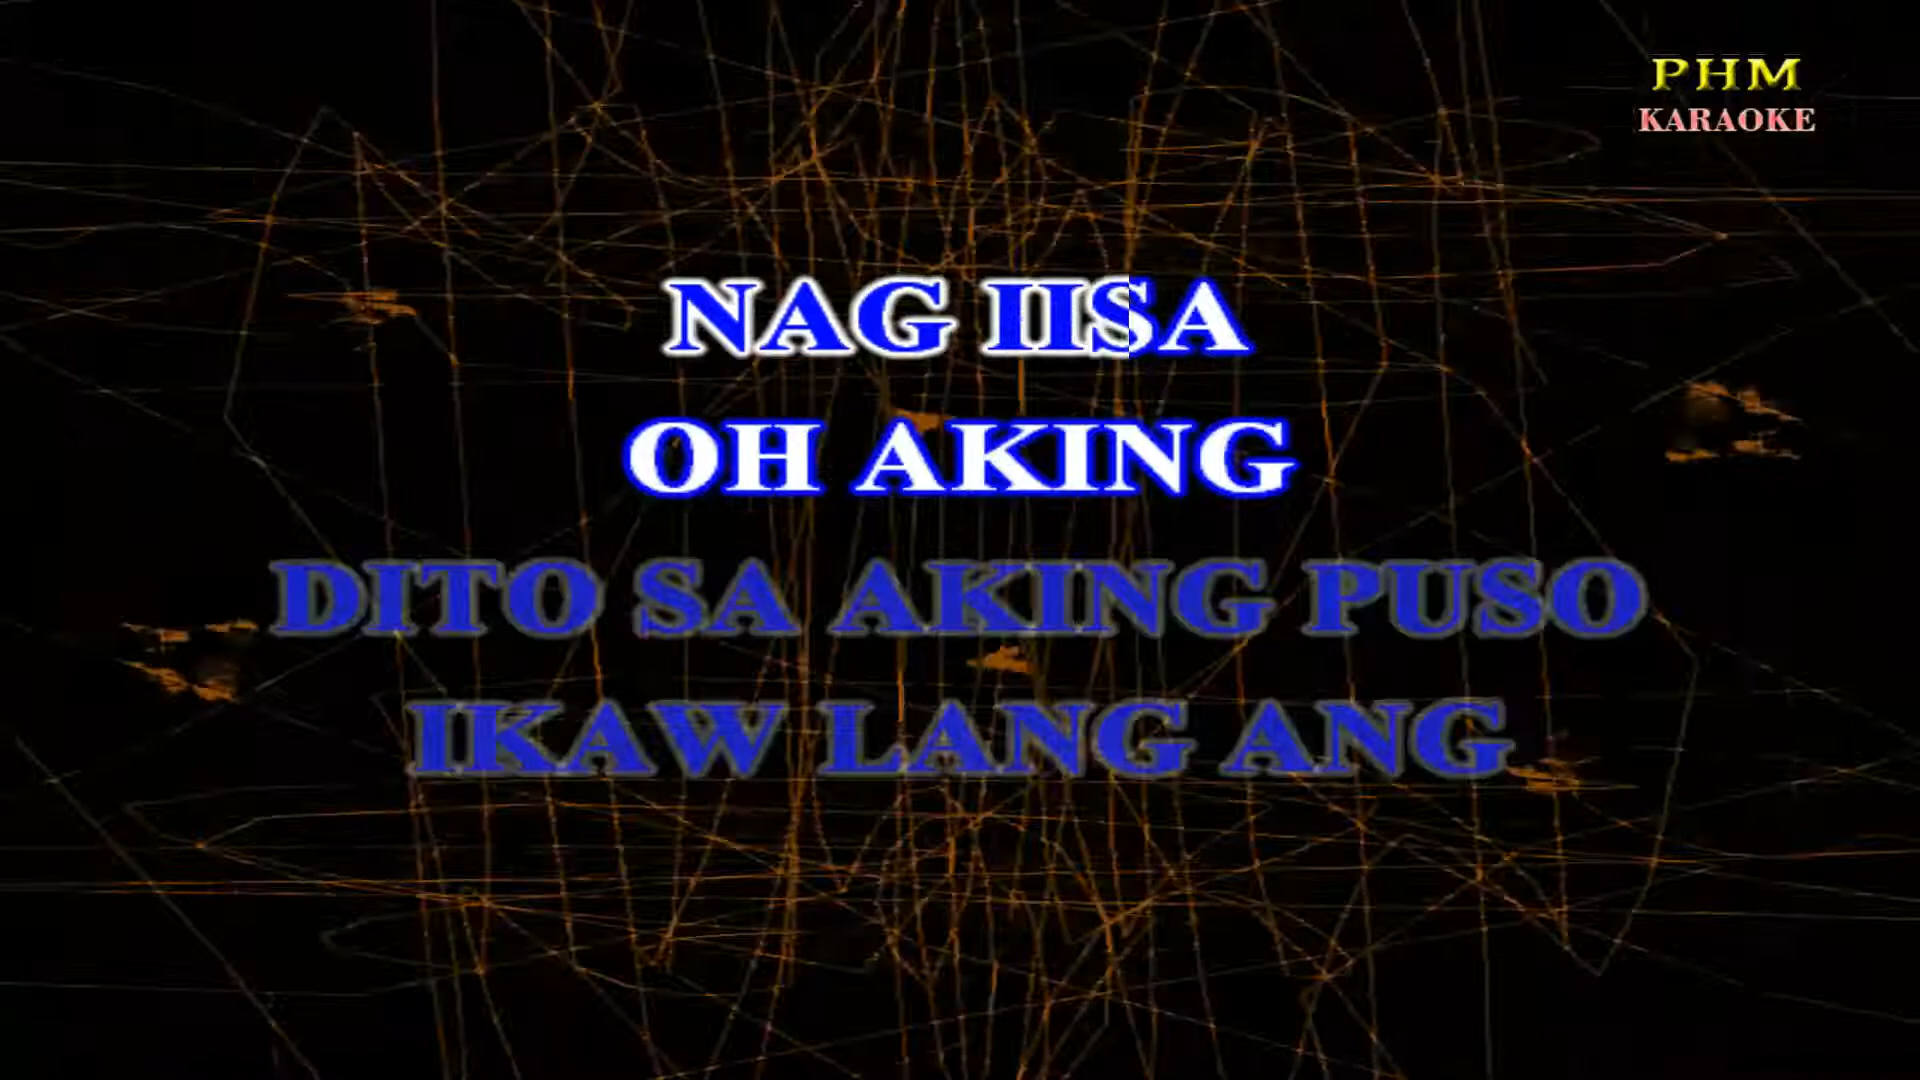 PHM
KARAOKE
NAG IISA
OH AKING
DITO SA AKING PUSO
IKAW LANG ANG